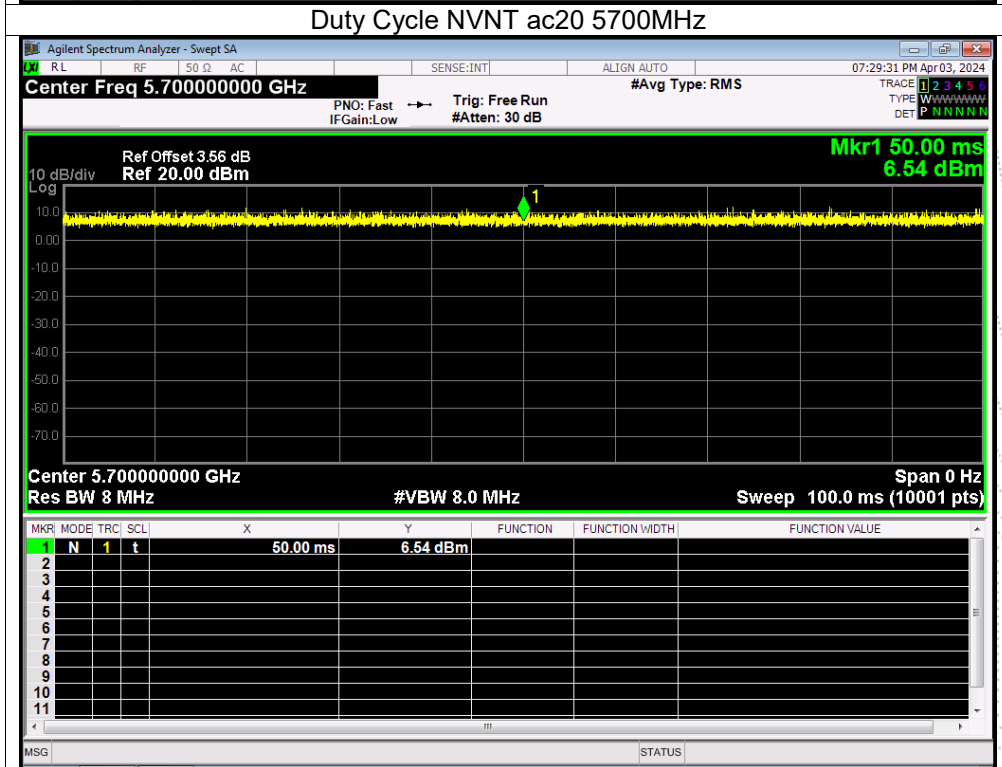 Duty Cycle NVNT ac20 5700MHz
Agilent Spectrum Analyzer - Swept SA
LXI RL RF 50 Ω AC SENSE:INT ALIGN AUTO 07:29:31 PM Apr 03, 2024
Center Freq 5.700000000 GHz #Avg Type: RMS TRACE 1 2 3 4 5 6
PNO: Fast Trig: Free Run TYPE WWWWWW
IFGain:Low #Atten: 30 dB DET P N N N N N
Mkr1 50.00 ms
6.54 dBm
Ref Offset 3.56 dB
10 dB/div Ref 20.00 dBm
Log
1
10.0
0.00
-10.0
-20.0
-30.0
-40.0
-50.0
-60.0
-70.0
Center 5.700000000 GHz Span 0 Hz
Res BW 8 MHz #VBW 8.0 MHz Sweep 100.0 ms (10001 pts)
MKR MODE TRC SCL X Y FUNCTION FUNCTION WIDTH FUNCTION VALUE
1 N 1 t 50.00 ms 6.54 dBm
2
3
4
5
6
7
8
9
10
11
MSG STATUS